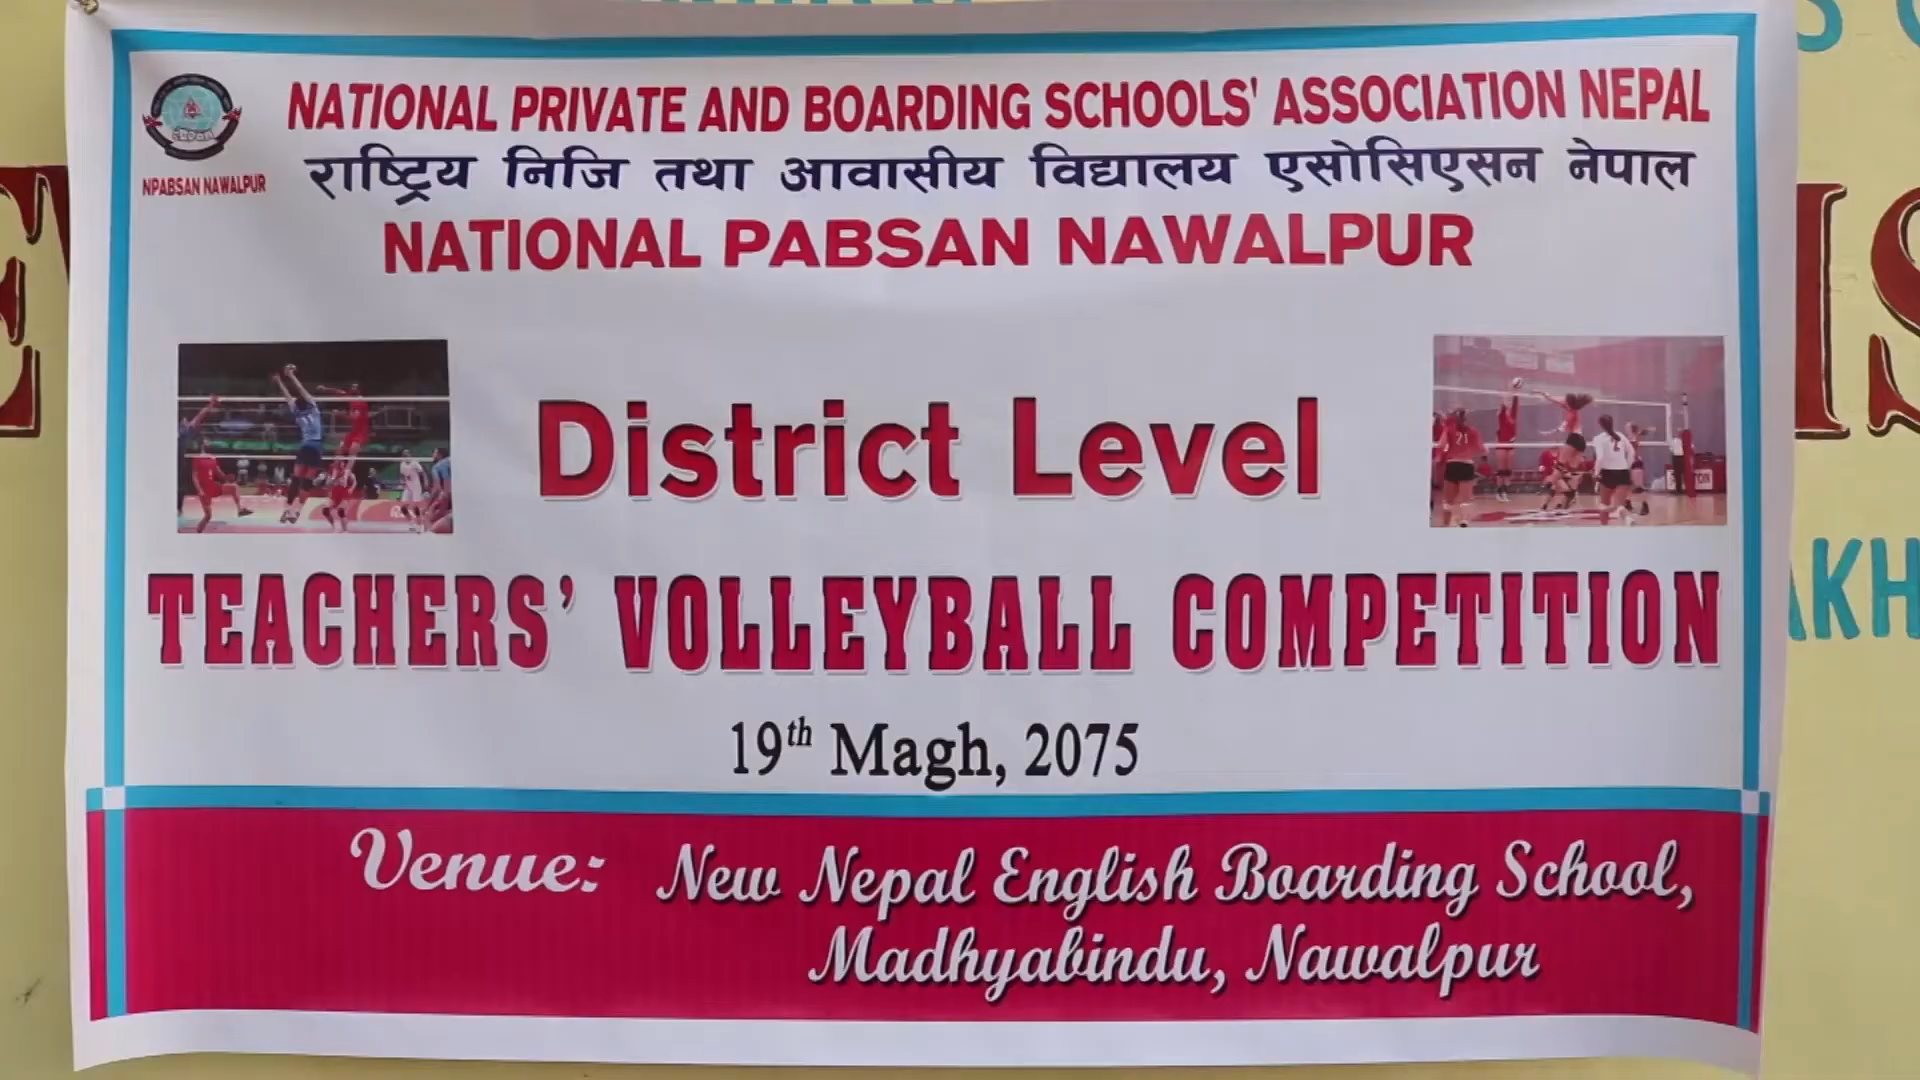 NATIONAL PRIVATE AND BOARDING SCHOOLS' ASSOCIATION NEPAL
राष्ट्रिय निजि तथा आवासीय विद्यालय एसोसिएसन नेपाल
NPABSAN NAWALPUR
NATIONAL PABSAN NAWALPUR
District Level
TEACHERS' VOLLEYBALL COMPETITION
19th Magh, 2075
Venue: New Nepal English Boarding School,
Madhyabindu, Nawalpur